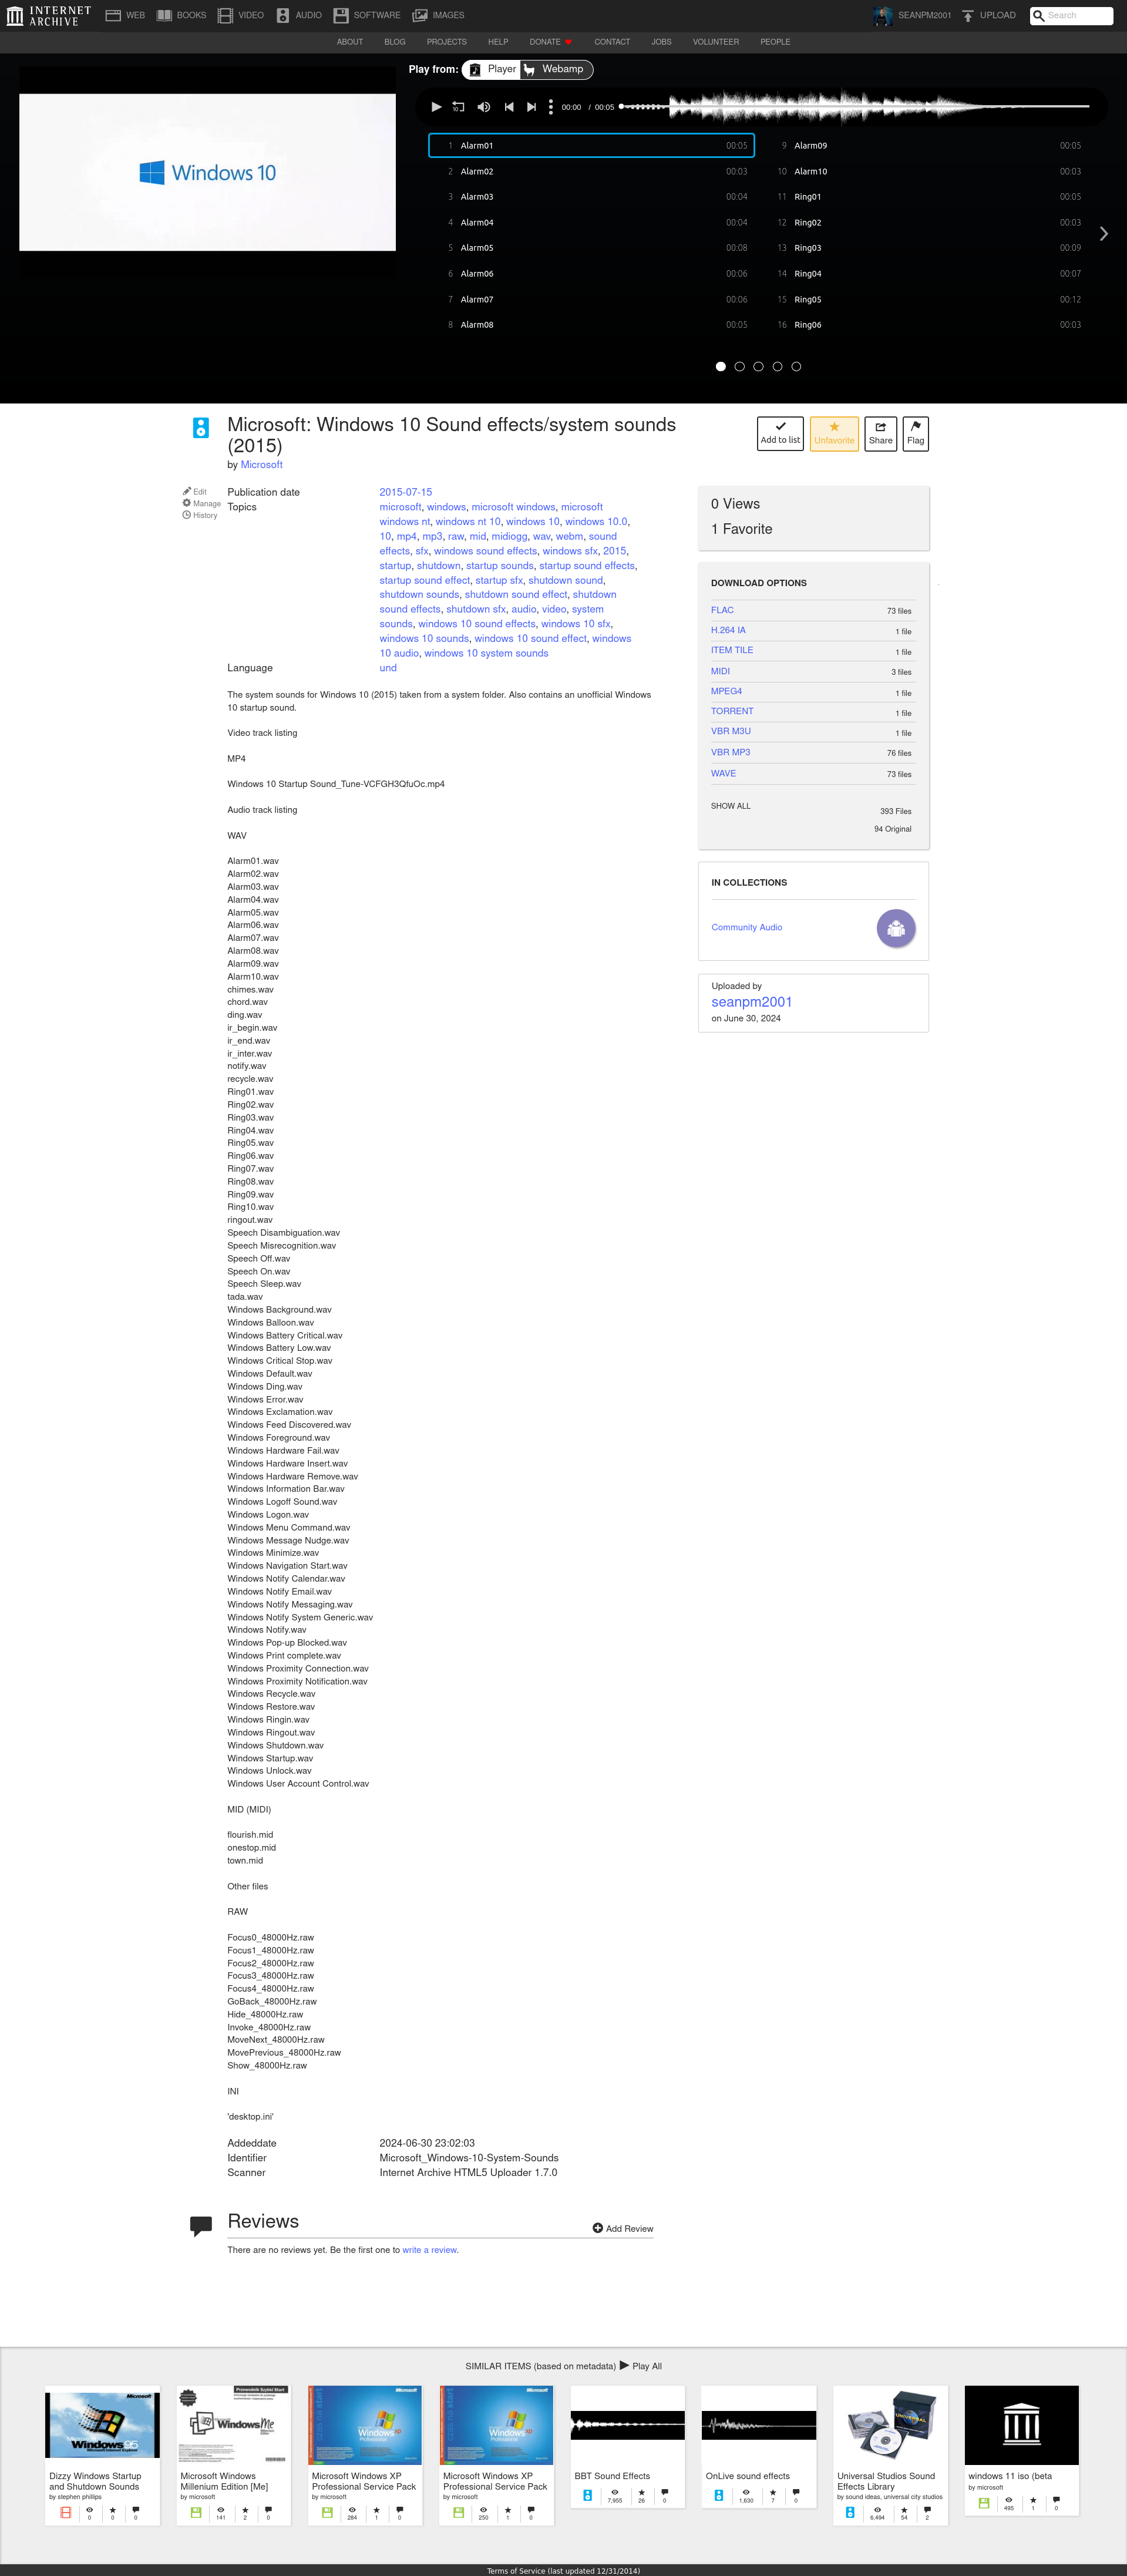 INTERNET ARCHIVE
WEB
BOOKS
VIDEO
AUDIO
SOFTWARE
IMAGES
SEANPM2001
UPLOAD
Search
ABOUT
BLOG
PROJECTS
HELP
DONATE
CONTACT
JOBS
VOLUNTEER
PEOPLE
Windows 10
Play from: Player Webamp
10
00:00 / 00:05
1 Alarm01 00:05
2 Alarm02 00:03
3 Alarm03 00:04
4 Alarm04 00:04
5 Alarm05 00:08
6 Alarm06 00:06
7 Alarm07 00:06
8 Alarm08 00:05
9 Alarm09 00:05
10 Alarm10 00:03
11 Ring01 00:05
12 Ring02 00:03
13 Ring03 00:09
14 Ring04 00:07
15 Ring05 00:12
16 Ring06 00:03
Microsoft: Windows 10 Sound effects/system sounds
(2015)
by Microsoft
Add to list
Unfavorite
Share
Flag
Edit
Manage
History
Publication date 2015-07-15
Topics microsoft, windows, microsoft windows, microsoft
windows nt, windows nt 10, windows 10, windows 10.0,
10, mp4, mp3, raw, mid, midiogg, wav, webm, sound
effects, sfx, windows sound effects, windows sfx, 2015,
startup, shutdown, startup sounds, startup sound effects,
startup sound effect, startup sfx, shutdown sound,
shutdown sounds, shutdown sound effect, shutdown
sound effects, shutdown sfx, audio, video, system
sounds, windows 10 sound effects, windows 10 sfx,
windows 10 sounds, windows 10 sound effect, windows
10 audio, windows 10 system sounds
Language und
The system sounds for Windows 10 (2015) taken from a system folder. Also contains an unofficial Windows
10 startup sound.
Video track listing
MP4
Windows 10 Startup Sound_Tune-VCFGH3QfuOc.mp4
Audio track listing
WAV
Alarm01.wav
Alarm02.wav
Alarm03.wav
Alarm04.wav
Alarm05.wav
Alarm06.wav
Alarm07.wav
Alarm08.wav
Alarm09.wav
Alarm10.wav
chimes.wav
chord.wav
ding.wav
ir_begin.wav
ir_end.wav
ir_inter.wav
notify.wav
recycle.wav
Ring01.wav
Ring02.wav
Ring03.wav
Ring04.wav
Ring05.wav
Ring06.wav
Ring07.wav
Ring08.wav
Ring09.wav
Ring10.wav
ringout.wav
Speech Disambiguation.wav
Speech Misrecognition.wav
Speech Off.wav
Speech On.wav
Speech Sleep.wav
tada.wav
Windows Background.wav
Windows Balloon.wav
Windows Battery Critical.wav
Windows Battery Low.wav
Windows Critical Stop.wav
Windows Default.wav
Windows Ding.wav
Windows Error.wav
Windows Exclamation.wav
Windows Feed Discovered.wav
Windows Foreground.wav
Windows Hardware Fail.wav
Windows Hardware Insert.wav
Windows Hardware Remove.wav
Windows Information Bar.wav
Windows Logoff Sound.wav
Windows Logon.wav
Windows Menu Command.wav
Windows Message Nudge.wav
Windows Minimize.wav
Windows Navigation Start.wav
Windows Notify Calendar.wav
Windows Notify Email.wav
Windows Notify Messaging.wav
Windows Notify System Generic.wav
Windows Notify.wav
Windows Pop-up Blocked.wav
Windows Print complete.wav
Windows Proximity Connection.wav
Windows Proximity Notification.wav
Windows Recycle.wav
Windows Restore.wav
Windows Ringin.wav
Windows Ringout.wav
Windows Shutdown.wav
Windows Startup.wav
Windows Unlock.wav
Windows User Account Control.wav
MID (MIDI)
flourish.mid
onestop.mid
town.mid
Other files
RAW
Focus0_48000Hz.raw
Focus1_48000Hz.raw
Focus2_48000Hz.raw
Focus3_48000Hz.raw
Focus4_48000Hz.raw
GoBack_48000Hz.raw
Hide_48000Hz.raw
Invoke_48000Hz.raw
MoveNext_48000Hz.raw
MovePrevious_48000Hz.raw
Show_48000Hz.raw
INI
'desktop.ini'
Addeddate 2024-06-30 23:02:03
Identifier Microsoft_Windows-10-System-Sounds
Scanner Internet Archive HTML5 Uploader 1.7.0
0 Views
1 Favorite
DOWNLOAD OPTIONS
FLAC 73 files
H.264 IA 1 file
ITEM TILE 1 file
MIDI 3 files
MPEG4 1 file
TORRENT 1 file
VBR M3U 1 file
VBR MP3 76 files
WAVE 73 files
SHOW ALL 393 Files
94 Original
IN COLLECTIONS
Community Audio
Uploaded by
seanpm2001
on June 30, 2024
Reviews
Add Review
There are no reviews yet. Be the first one to write a review.
SIMILAR ITEMS (based on metadata) Play All
Microsoft
Windows 95
Dizzy Windows Startup
and Shutdown Sounds
by stephen phillips
0 0 0
Windows Me
Microsoft Windows
Millenium Edition [Me]
by microsoft
141 2 0
Microsoft
Windows xp
Professional
Microsoft Windows XP
Professional Service Pack
by microsoft
284 1 0
Microsoft
Windows xp
Professional
Microsoft Windows XP
Professional Service Pack
by microsoft
250 1 0
BBT Sound Effects
7,955 26 0
OnLive sound effects
1,630 7 0
UNIVERSAL
Universal Studios Sound
Effects Library
by sound ideas, universal city studios
6,494 54 2
windows 11 iso (beta
by microsoft
495 1 0
Terms of Service (last updated 12/31/2014)